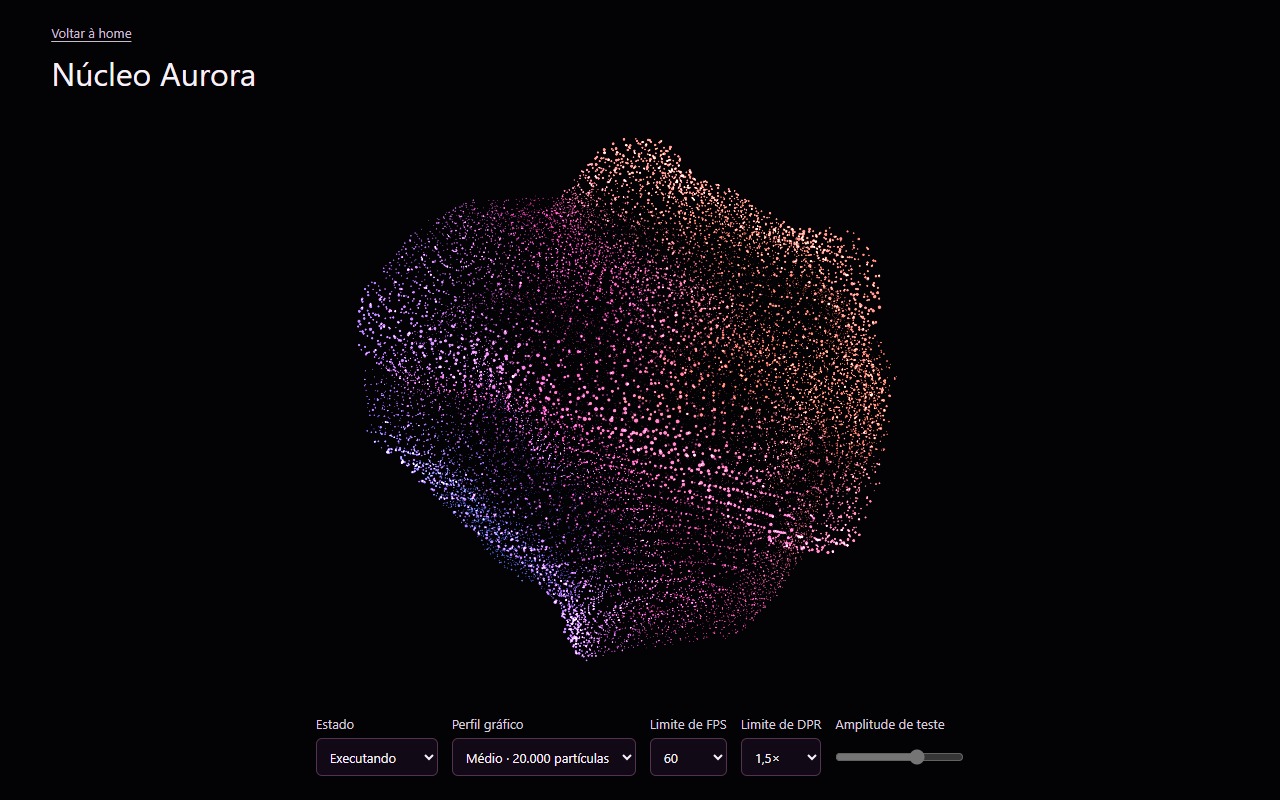 Voltar à home
Núcleo Aurora
Estado
Perfil gráfico
Limite de FPS
Limite de DPR
Amplitude de teste
Executando
Médio · 20.000 partículas
60
1,5×